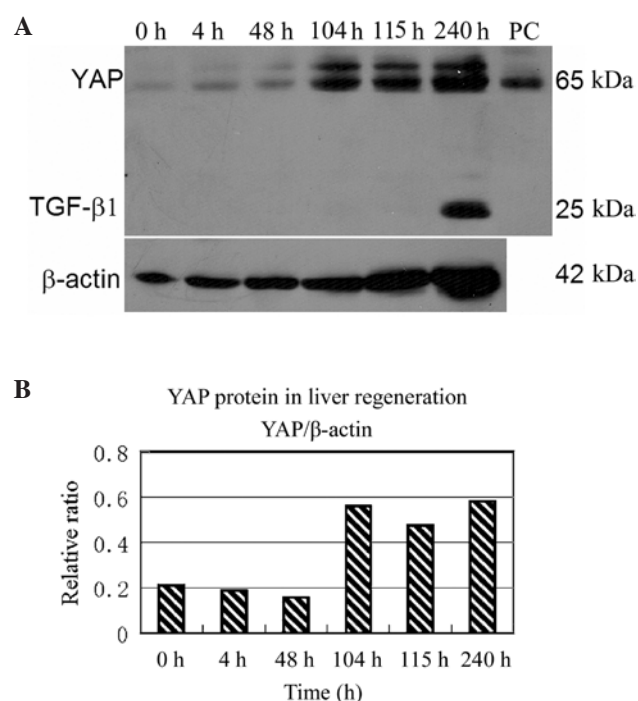 A
0 h 4 h 48 h 104 h 115 h 240 h PC
YAP 65 kDa
TGF-β1 25 kDa
β-actin 42 kDa
B
YAP protein in liver regeneration
YAP/β-actin
Relative ratio
0.8
0.6
0.4
0.2
0
0 h 4 h 48 h 104 h 115 h 240 h
Time (h)